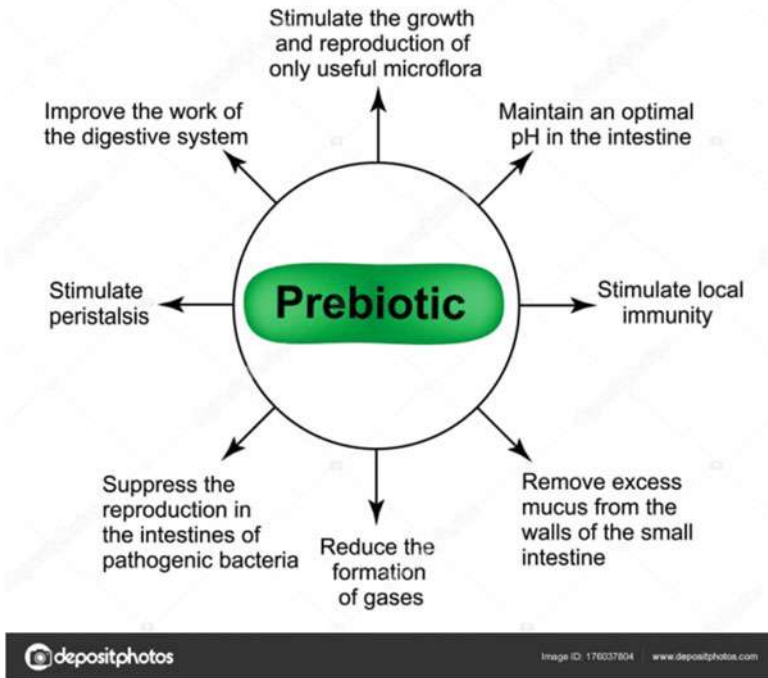 Stimulate the growth
and reproduction of
only useful microflora
Improve the work of
the digestive system
Maintain an optimal
pH in the intestine
Stimulate
peristalsis
Prebiotic
Stimulate local
immunity
Suppress the
reproduction in
the intestines of
pathogenic bacteria
Reduce the
formation
of gases
Remove excess
mucus from the
walls of the small
intestine
depositphotos
Image ID: 176037804 www.depositphotos.com